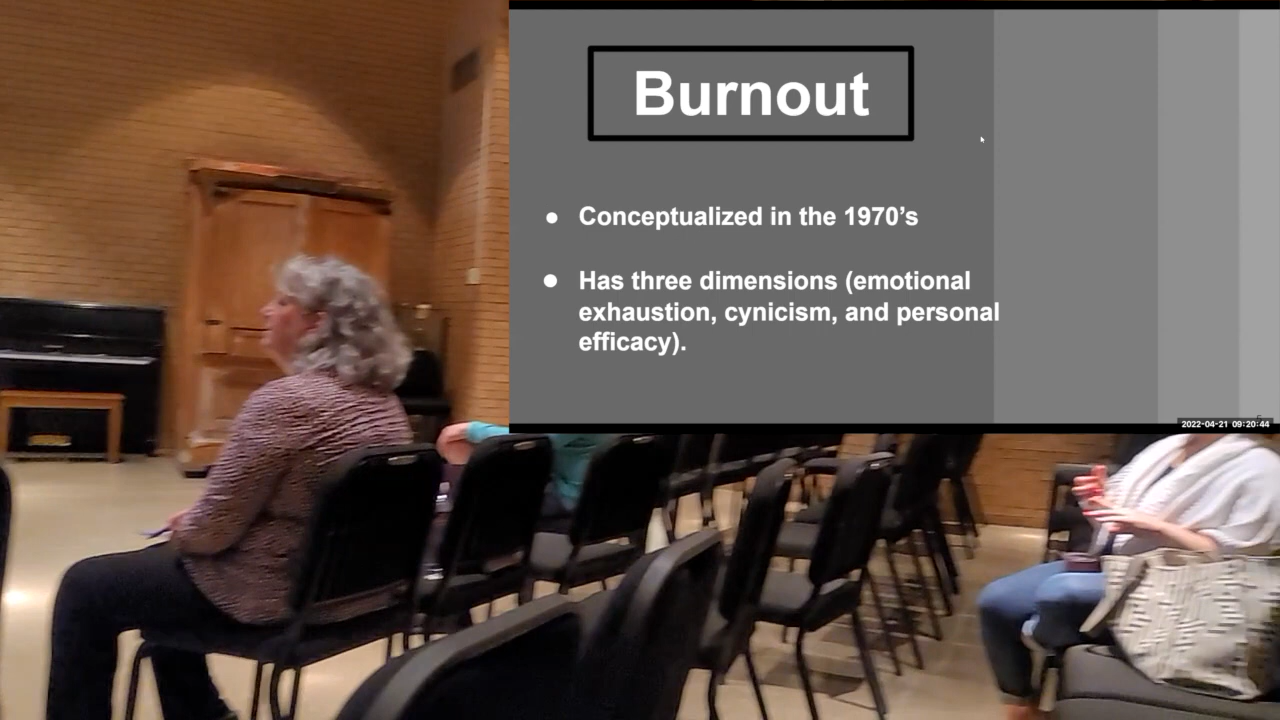 Burnout
● Conceptualized in the 1970’s
● Has three dimensions (emotional
exhaustion, cynicism, and personal
efficacy).
2022-04-21 09:20:44